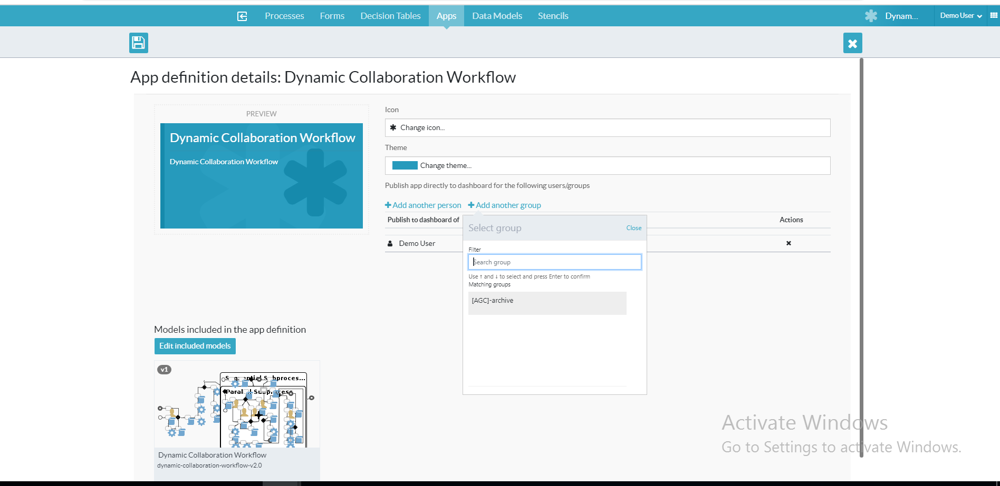 Processes Forms Decision Tables Apps Data Models Stencils Dynam... Demo User
App definition details: Dynamic Collaboration Workflow
PREVIEW
Dynamic Collaboration Workflow
Dynamic Collaboration Workflow
Icon
Change icon...
Theme
Change theme...
Publish app directly to dashboard for the following users/groups
Add another person Add another group
Publish to dashboard of Actions
Demo User
Select group Close
Filter
Search group
Use ↑ and ↓ to select and press Enter to confirm
Matching groups
[AGC]-archive
Models included in the app definition
Edit included models
v1
Sequential Subproces...
Parallel Subprocess
Dynamic Collaboration Workflow
dynamic-collaboration-workflow-v2.0
Activate Windows
Go to Settings to activate Windows.